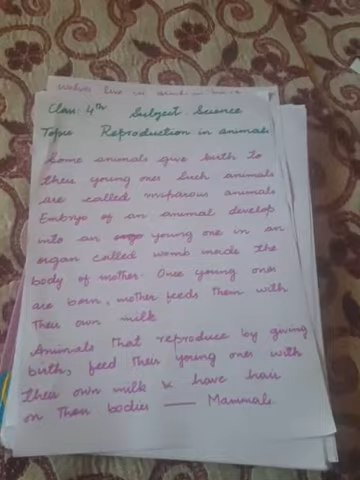 Class: 4th Subject Science
Topic Reproduction in animals
Some animals give birth to
their young ones Such animals
are called viviparous animals
Embryo of an animal develop
into an young one in an
organ called womb inside the
body of mother. Once young ones
are born, mother feeds them with
their own milk
Animals that reproduce by giving
birth, feed their young ones with
their own milk & have hair
on their bodies — Mammals.